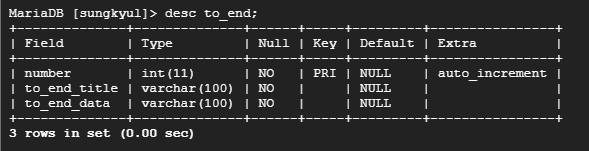 MariaDB [sungkyul]> desc to_end;
+--------------+--------------+------+-----+---------+----------------+
| Field        | Type         | Null | Key | Default | Extra          |
+--------------+--------------+------+-----+---------+----------------+
| number       | int(11)      | NO   | PRI | NULL    | auto_increment |
| to_end_title | varchar(100) | NO   |     | NULL    |                |
| to_end_data  | varchar(100) | NO   |     | NULL    |                |
+--------------+--------------+------+-----+---------+----------------+
3 rows in set (0.00 sec)